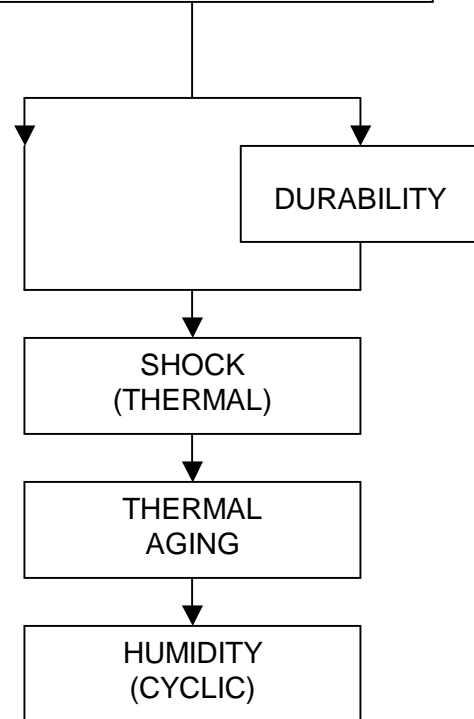 DURABILITY
SHOCK
(THERMAL)
THERMAL
AGING
HUMIDITY
(CYCLIC)